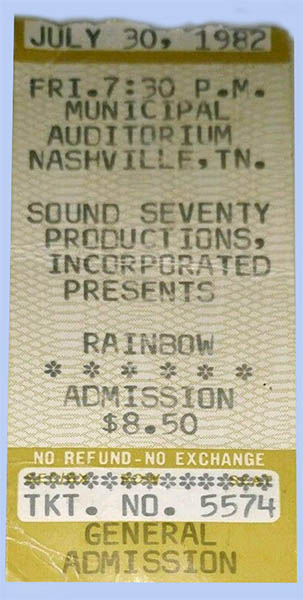 JULY 30, 1982
FRI.7:30 P.M.
MUNICIPAL
AUDITORIUM
NASHVILLE,TN.
SOUND SEVENTY
PRODUCTIONS,
INCORPORATED
PRESENTS
RAINBOW
* * * * * *
ADMISSION
$8.50
NO REFUND-NO EXCHANGE
TKT. NO. 5574
GENERAL
ADMISSION